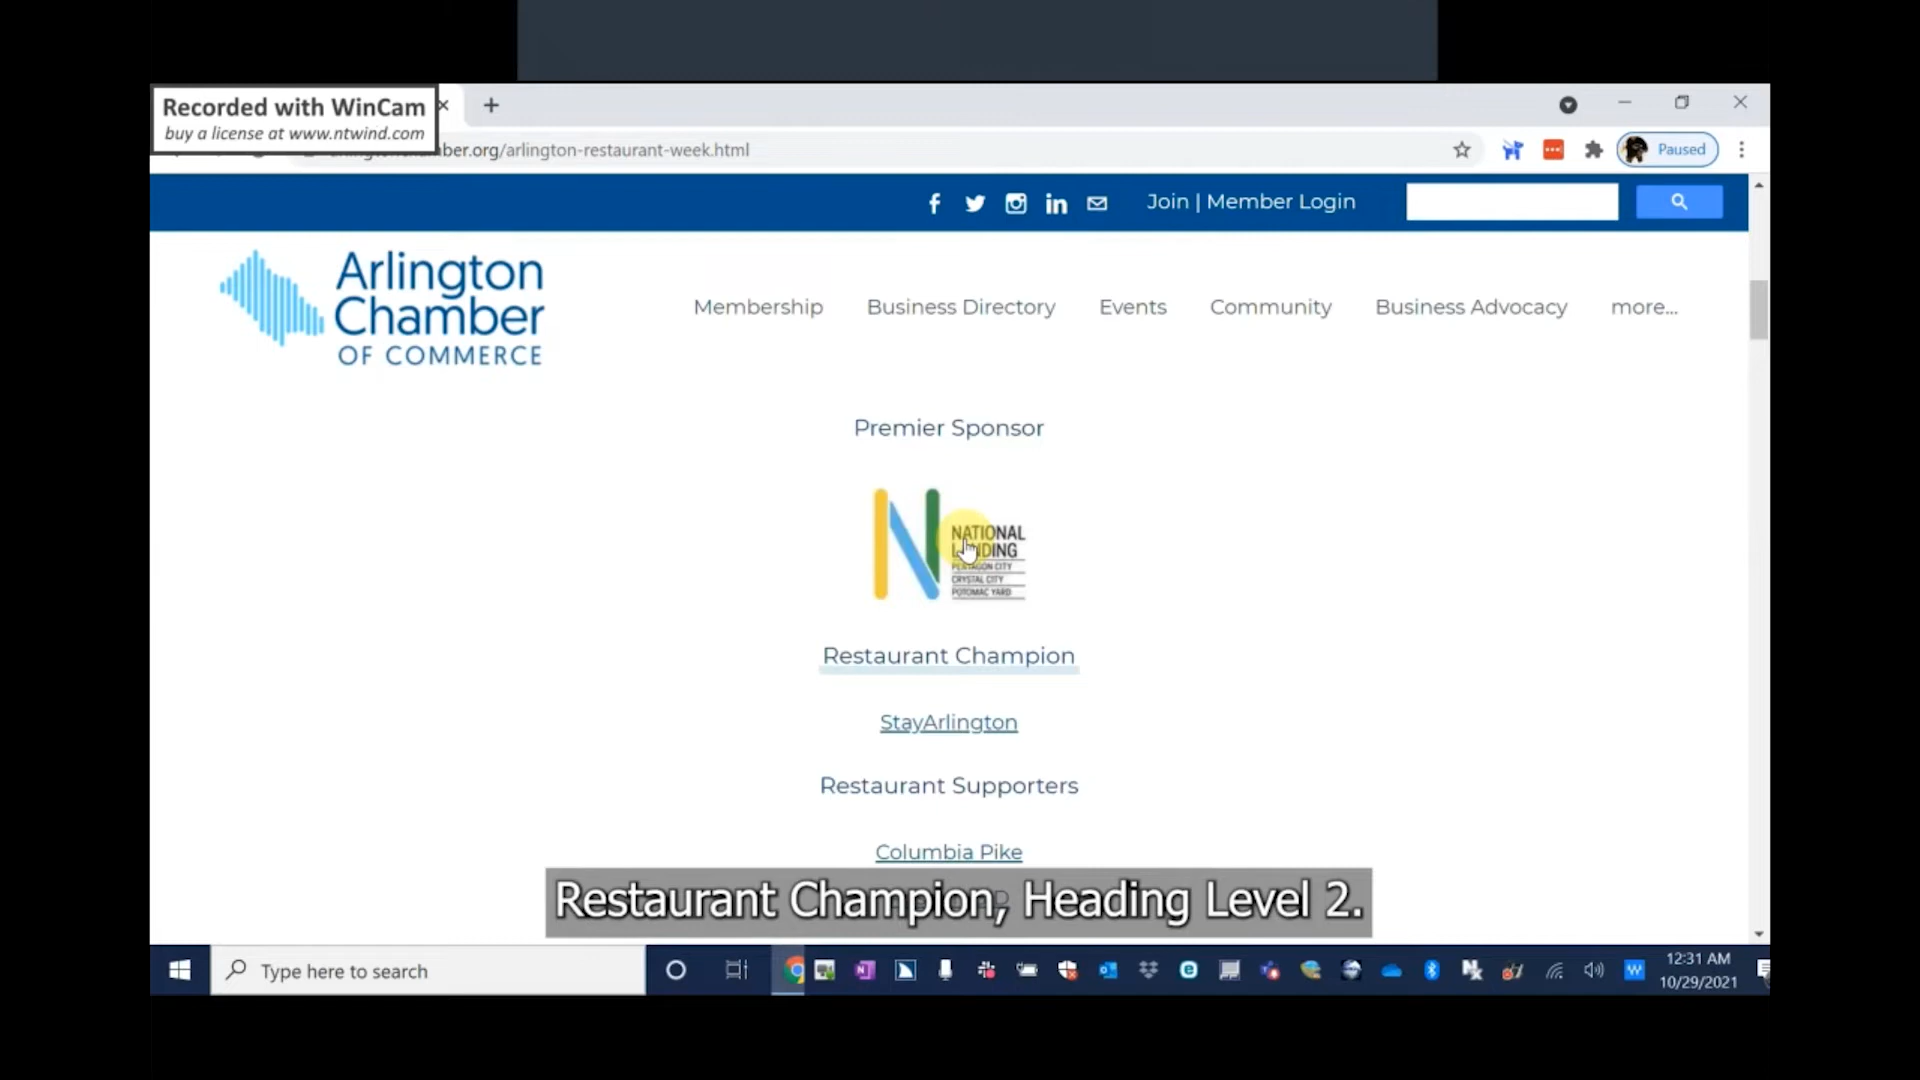 Recorded with WinCam
buy a license at www.ntwind.com
ber.org/arlington-restaurant-week.html
Paused
Join | Member Login
Arlington
Chamber
OF COMMERCE
Membership
Business Directory
Events
Community
Business Advocacy
more...
Premier Sponsor
NATIONAL
LANDING
PENTAGON CITY
CRYSTAL CITY
POTOMAC YARD
Restaurant Champion
StayArlington
Restaurant Supporters
Columbia Pike
Restaurant Champion, Heading Level 2.
Type here to search
12:31 AM
10/29/2021